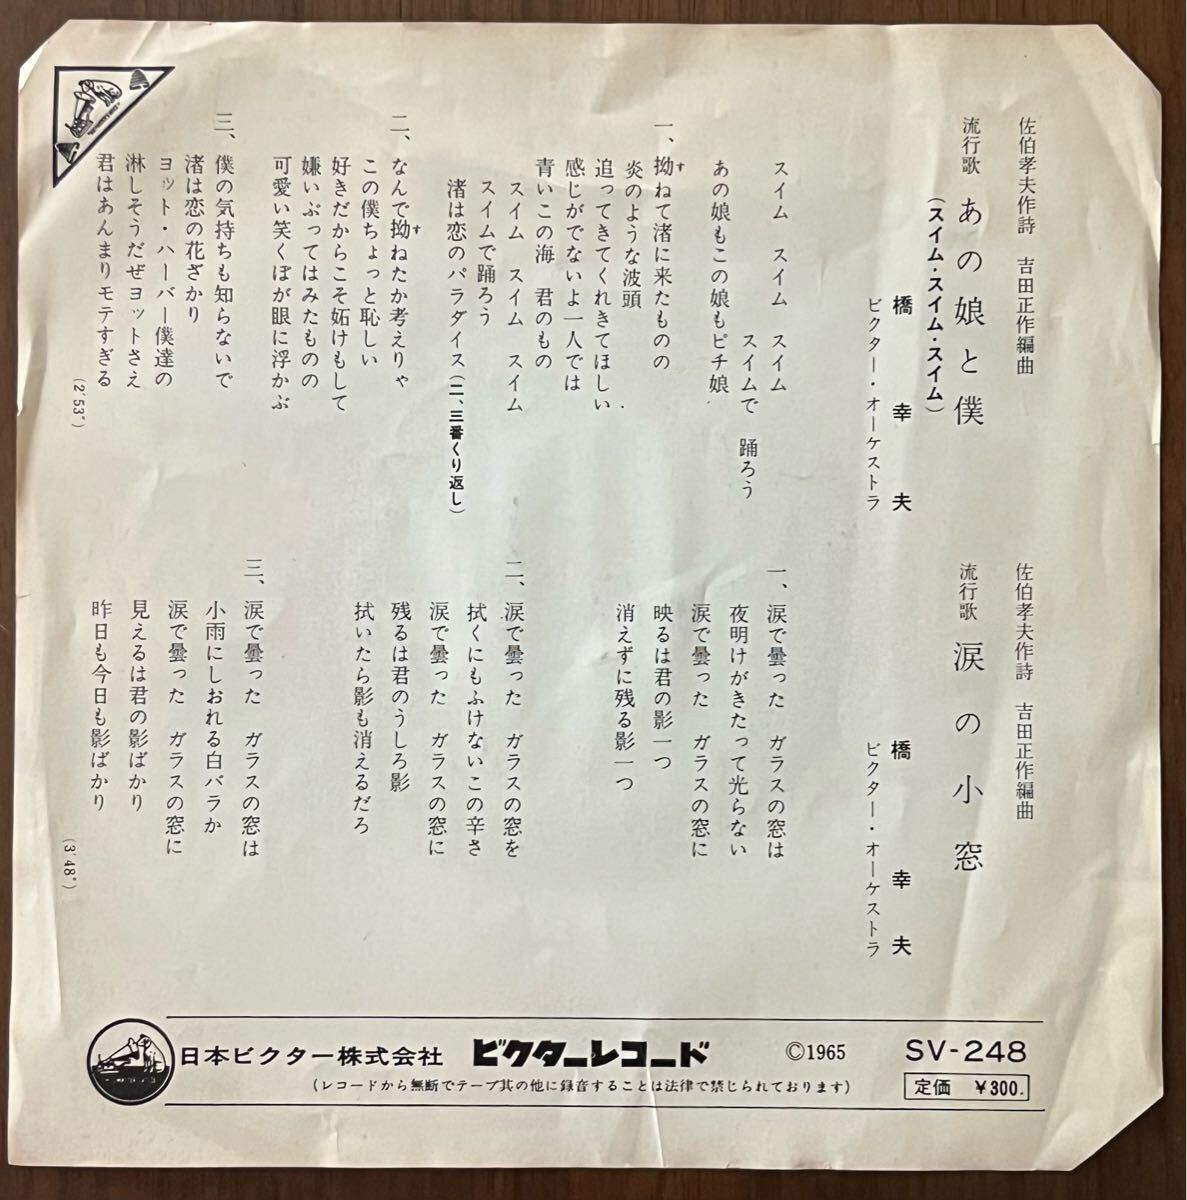 佐伯孝夫作詩　吉田正作編曲
流行歌　あの娘と僕
（スイム・スイム・スイム）
橋幸夫
ビクター・オーケストラ
スイム　スイム　スイム
スイムで　踊ろう
あの娘もこの娘もピチ娘
一、拗ねて渚に来たものの
す
炎のような波頭
追ってきてくれきてほしい
感じがでないよ一人では
青いこの海　君のもの
スイム　スイム　スイム
スイムで踊ろう
渚は恋のパラダイス（二、三番くり返し）
二、なんで拗ねたか考えりゃ
す
この僕ちょっと恥しい
好きだからこそ妬けもして
嫌いぶってはみたものの
可愛い笑くぼが眼に浮かぶ
三、僕の気持ちも知らないで
渚は恋の花ざかり
ヨット・ハーバー僕達の
淋しそうだぜヨットさえ
君はあんまりモテすぎる
（2′53″）
佐伯孝夫作詩　吉田正作編曲
流行歌　涙の小窓
橋幸夫
ビクター・オーケストラ
一、涙で曇った　ガラスの窓は
夜明けがきたって光らない
涙で曇った　ガラスの窓に
映るは君の影一つ
消えずに残る影一つ
二、涙で曇った　ガラスの窓を
拭くにもふけないこの辛さ
涙で曇った　ガラスの窓に
残るは君のうしろ影
拭いたら影も消えるだろ
三、涙で曇った　ガラスの窓は
小雨にしおれる白バラか
涙で曇った　ガラスの窓に
見えるは君の影ばかり
昨日も今日も影ばかり
（3′48″）
日本ビクター株式会社　ビクターレコード　©1965　SV-248
（レコードから無断でテープ其の他に録音することは法律で禁じられております）
定価　¥300.